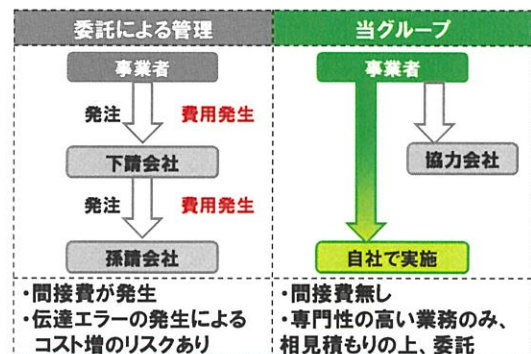 委託による管理
事業者
発注 費用発生
下請会社
発注 費用発生
孫請会社
・間接費が発生
・伝達エラーの発生による
コスト増のリスクあり
当グループ
事業者
協力会社
自社で実施
・間接費無し
・専門性の高い業務のみ、
相見積もりの上、委託